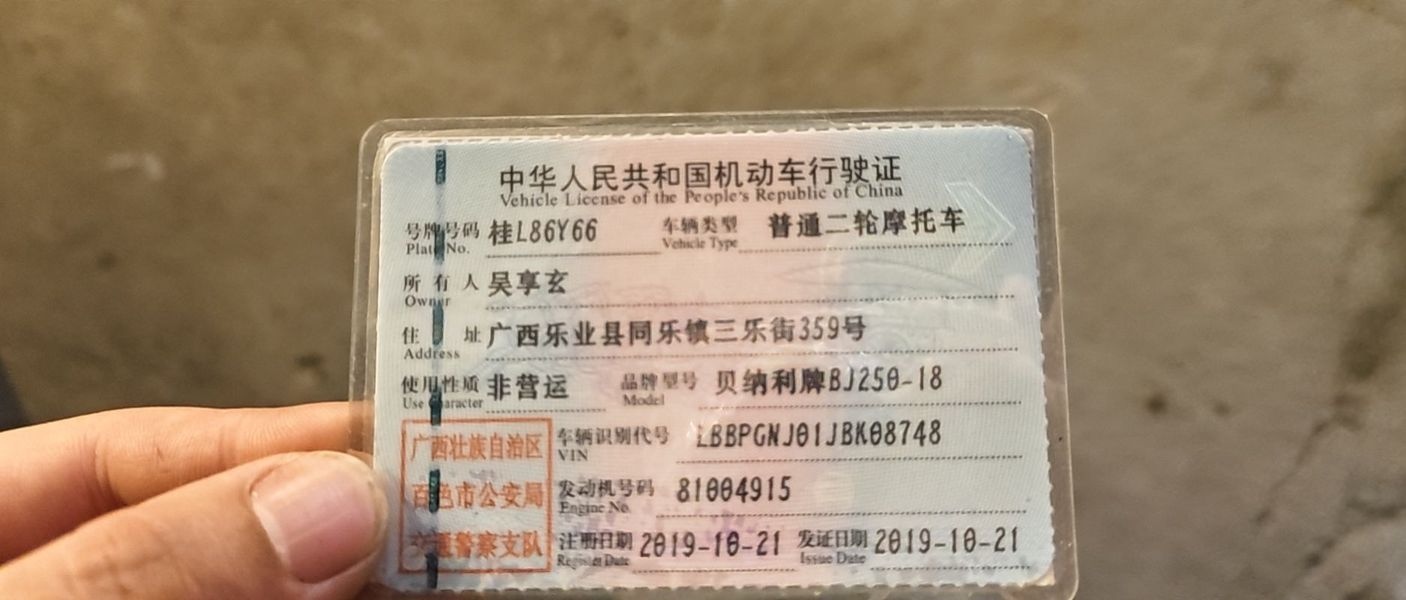 中华人民共和国机动车行驶证
Vehicle License of the People's Republic of China
号牌号码 桂L86Y66 车辆类型 普通二轮摩托车
Plate No. Vehicle Type
所有人 吴享玄
Owner
住址 广西乐业县同乐镇三乐街359号
Address
使用性质 非营运 品牌型号 贝纳利牌BJ250-18
Use Character Model
广西壮族自治区
百色市公安局
交通警察支队
车辆识别代号 LBBPGNJ01JBK08748
VIN
发动机号码 81004915
Engine No.
注册日期 2019-10-21 发证日期 2019-10-21
Register Date Issue Date